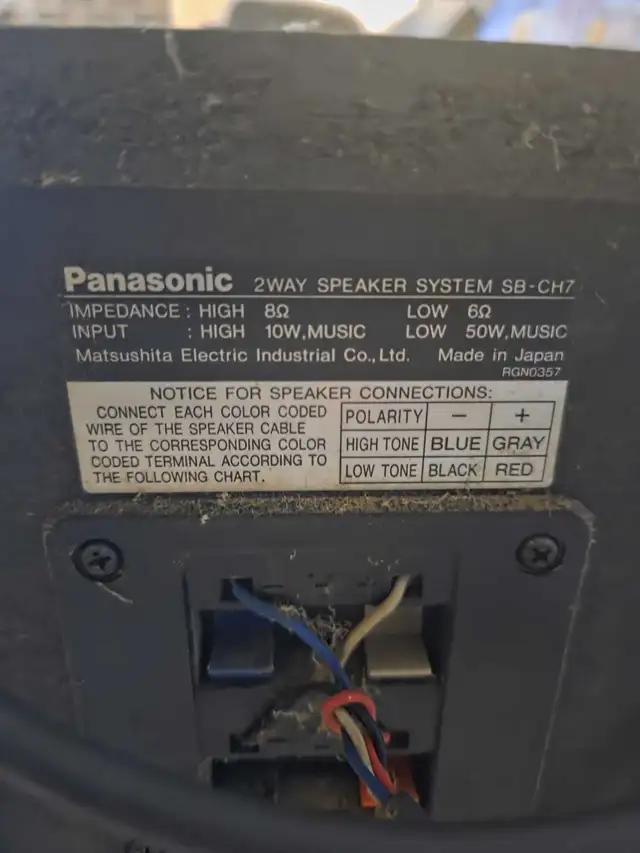 Panasonic 2WAY SPEAKER SYSTEM SB-CH7
IMPEDANCE : HIGH 8Ω LOW 6Ω
INPUT : HIGH 10W,MUSIC LOW 50W,MUSIC
Matsushita Electric Industrial Co.,Ltd. Made in Japan
RGN0357
NOTICE FOR SPEAKER CONNECTIONS:
CONNECT EACH COLOR CODED
WIRE OF THE SPEAKER CABLE
TO THE CORRESPONDING COLOR
CODED TERMINAL ACCORDING TO
THE FOLLOWING CHART.
POLARITY − +
HIGH TONE BLUE GRAY
LOW TONE BLACK RED